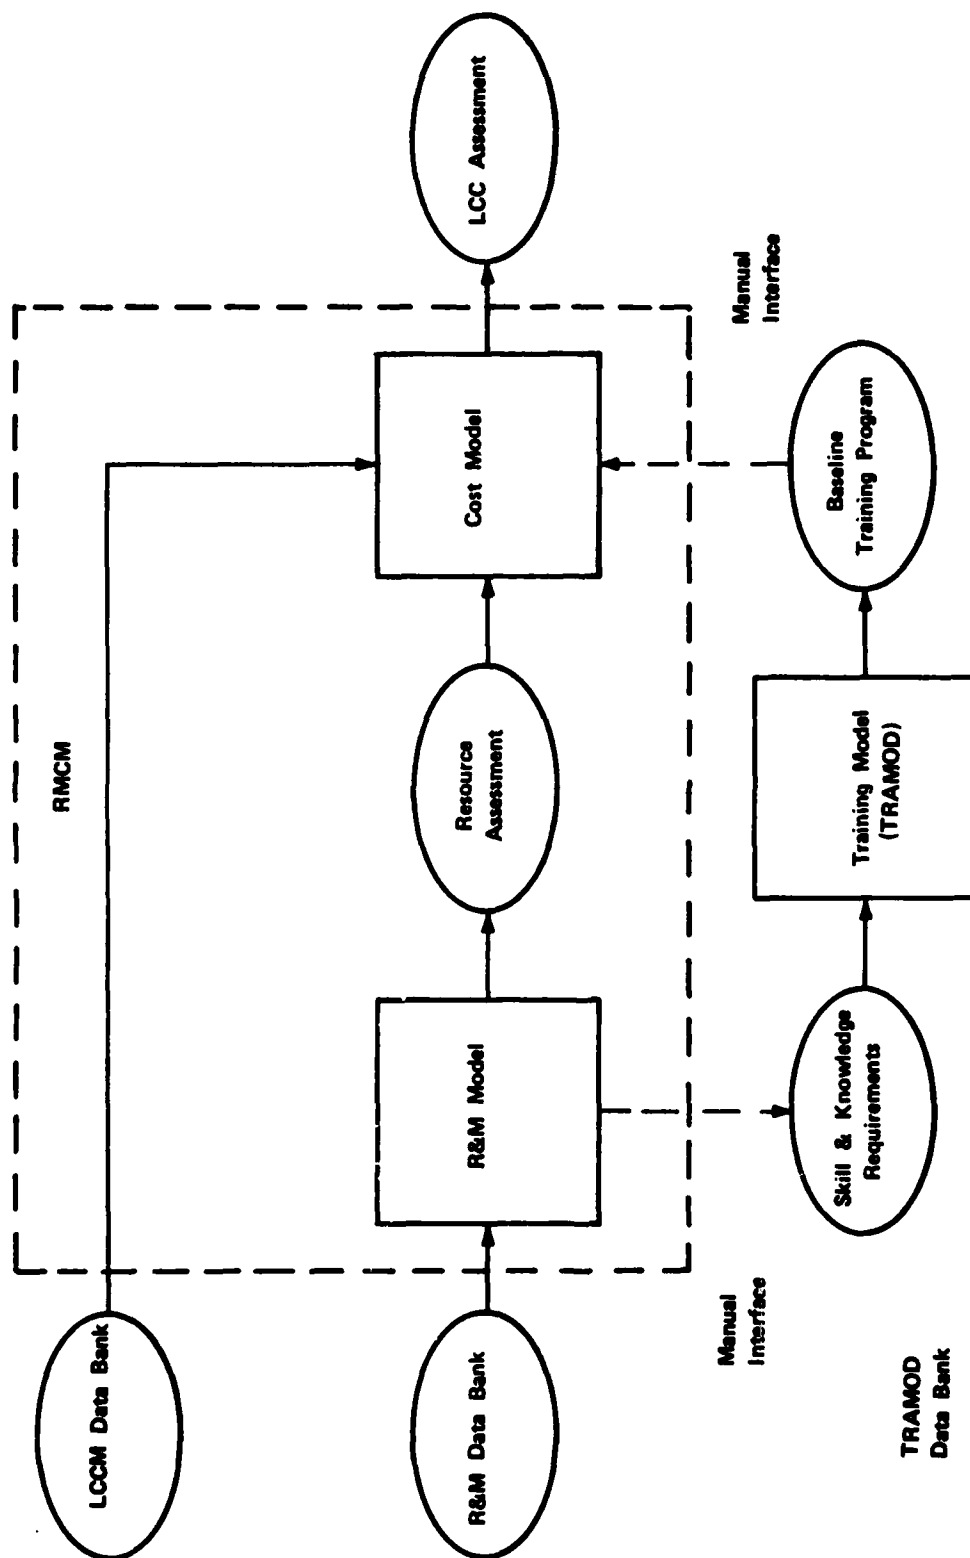 LCCM Data Bank
RMCM
R&M Data Bank
R&M Model
Resource
Assessment
Cost Model
LCC Assessment
Manual
Interface
Manual
Interface
TRAMOD
Data Bank
Skill & Knowledge
Requirements
Training Model
(TRAMOD)
Baseline
Training Program